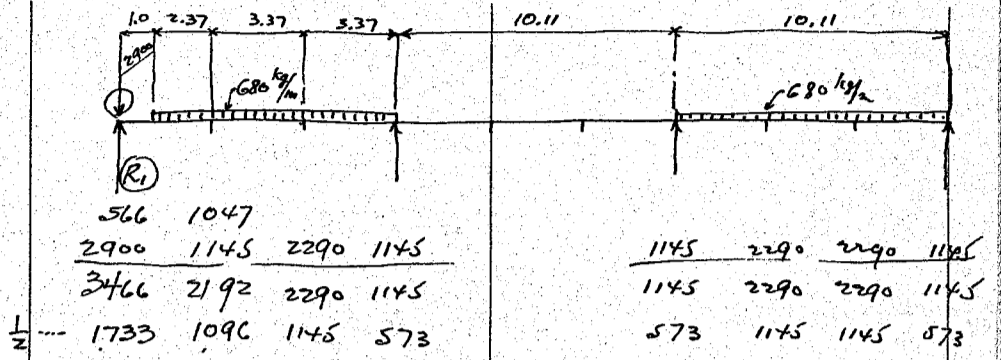 1.0 2.37 3.37 3.37 10.11 10.11
2900
680 kg/m 680 kg/m
R1
566 1047
2900 1145 2290 1145 1145 2290 2290 1145
3466 2192 2290 1145 1145 2290 2290 1145
1/2 ---- 1733 1096 1145 573 573 1145 1145 573